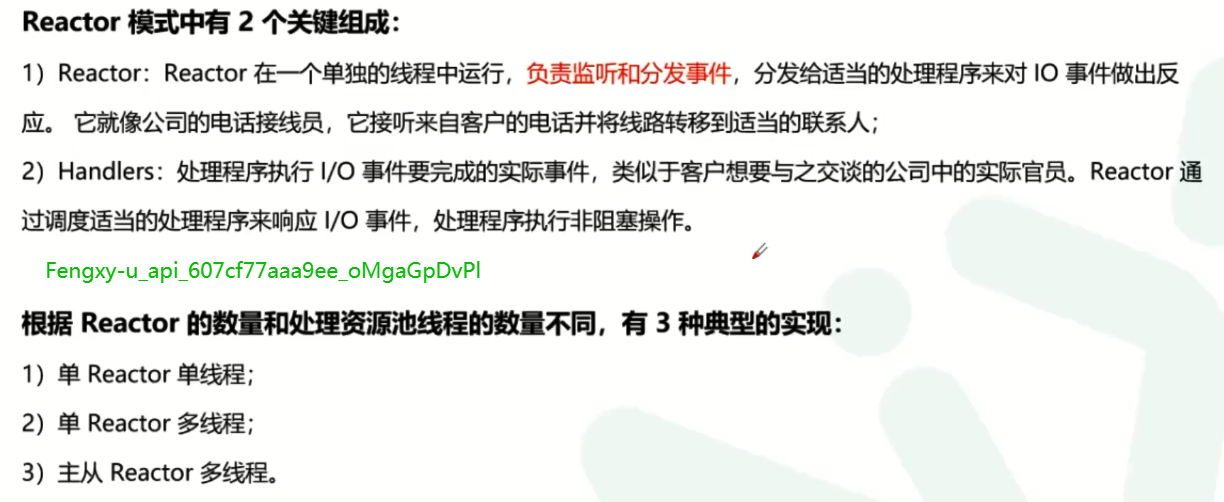 Reactor 模式中有 2 个关键组成：
1）Reactor：Reactor 在一个单独的线程中运行，负责监听和分发事件，分发给适当的处理程序来对 IO 事件做出反
应。 它就像公司的电话接线员，它接听来自客户的电话并将线路转移到适当的联系人；
2）Handlers：处理程序执行 I/O 事件要完成的实际事件，类似于客户想要与之交谈的公司中的实际官员。Reactor 通
过调度适当的处理程序来响应 I/O 事件，处理程序执行非阻塞操作。
Fengxy-u_api_607cf77aaa9ee_oMgaGpDvPl
根据 Reactor 的数量和处理资源池线程的数量不同，有 3 种典型的实现：
1）单 Reactor 单线程；
2）单 Reactor 多线程；
3）主从 Reactor 多线程。